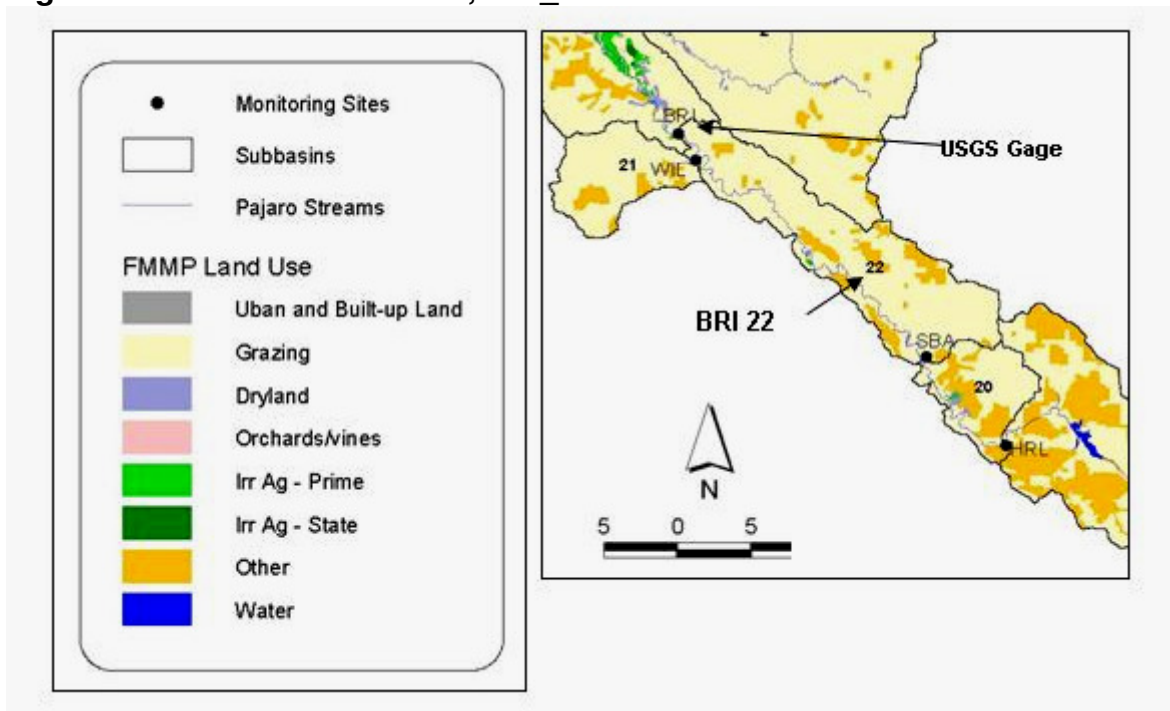 Monitoring Sites
Subbasins
Pajaro Streams
FMMP Land Use
Uban and Built-up Land
Grazing
Dryland
Orchards/vines
Irr Ag - Prime
Irr Ag - State
Other
Water
2
BRI
USGS Gage
21
WIL
22
BRI 22
SBA
20
HRL
N
5 0 5